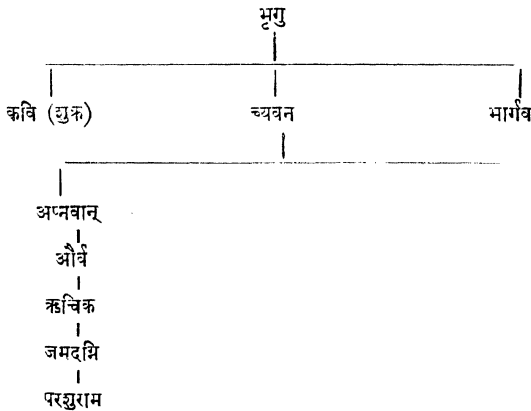 भृगु
कवि (शुक्र) च्यवन भार्गव
अप्नवान्
और्व
ऋचिक
जमदग्नि
परशुराम